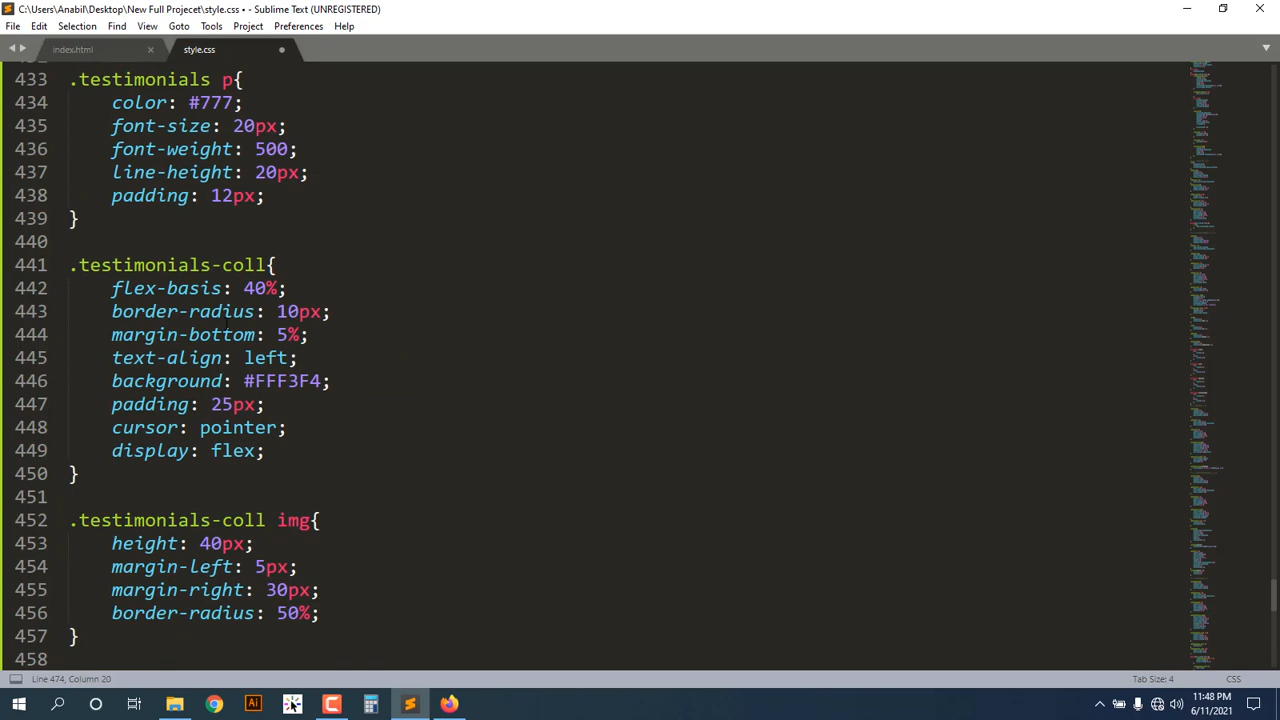 C:\Users\Anabil\Desktop\New Full Projecet\style.css • - Sublime Text (UNREGISTERED)
File Edit Selection Find View Goto Tools Project Preferences Help
index.html style.css
433 .testimonials p{
434 color: #777;
435 font-size: 20px;
436 font-weight: 500;
437 line-height: 20px;
438 padding: 12px;
439 }
440
441 .testimonials-coll{
442 flex-basis: 40%;
443 border-radius: 10px;
444 margin-bottom: 5%;
445 text-align: left;
446 background: #FFF3F4;
447 padding: 25px;
448 cursor: pointer;
449 display: flex;
450 }
451
452 .testimonials-coll img{
453 height: 40px;
454 margin-left: 5px;
455 margin-right: 30px;
456 border-radius: 50%;
457 }
458
Line 474, Column 20 Tab Size: 4 CSS
Ai
11:48 PM
6/11/2021